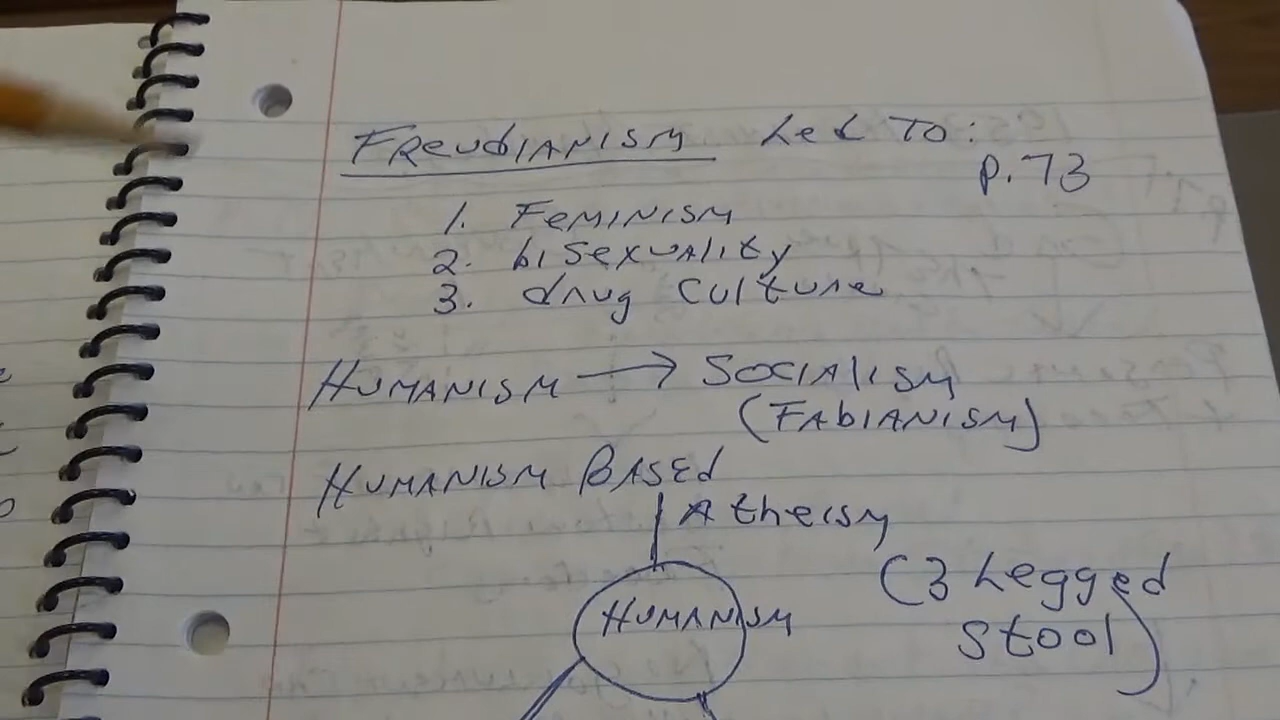 Freudianism Led To:
p. 73
1. Feminism
2. bisexuality
3. drug culture
Humanism → Socialism
(Fabianism)
Humanism Based
Atheism
(3 Legged
Humanism
Stool)